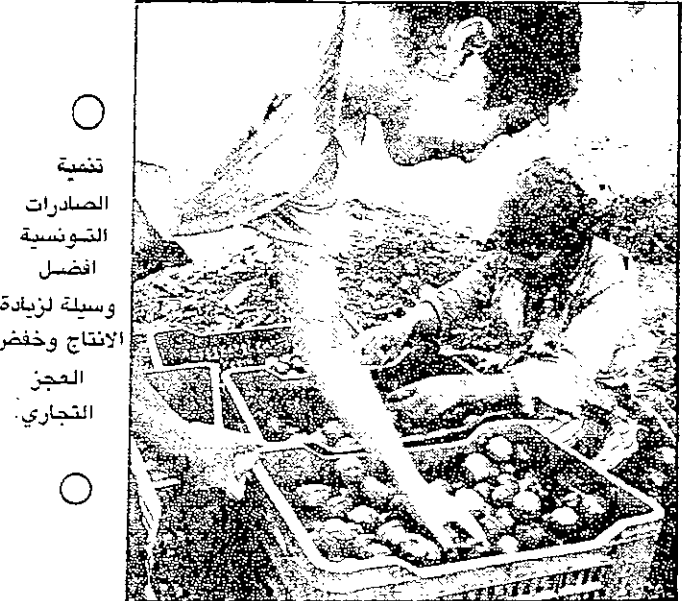 تنمية
الصادرات
التونسية
افضل
وسيلة لزيادة
الانتاج وخفض
العجز
التجاري.